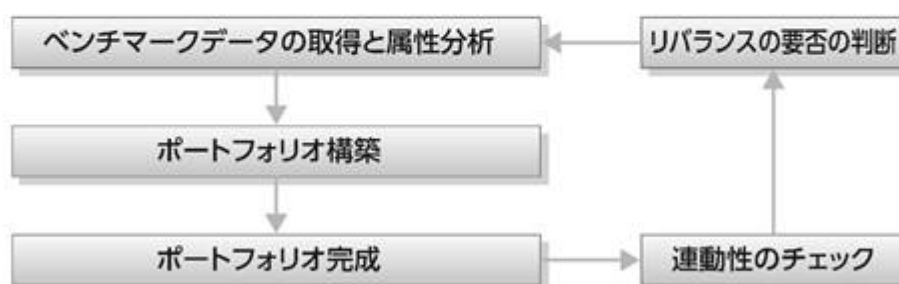 ベンチマークデータの取得と属性分析
リバランスの要否の判断
ポートフォリオ構築
ポートフォリオ完成
連動性のチェック